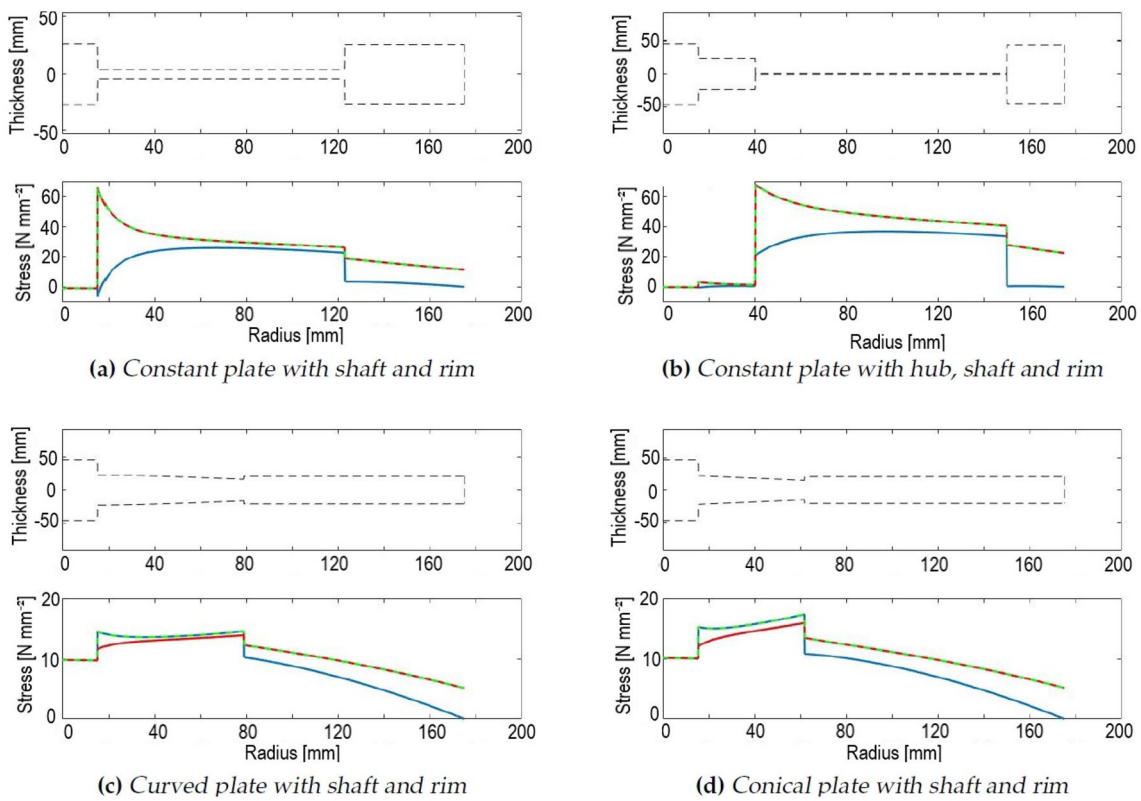 50
0
-50
Thickness [mm]
0 40 80 120 160 200
60
40
20
0
Stress [N mm⁻²]
0 40 80 120 160 200
Radius [mm]
(a) Constant plate with shaft and rim
50
0
-50
Thickness [mm]
0 40 80 120 160 200
60
40
20
0
Stress [N mm⁻²]
0 40 80 120 160 200
Radius [mm]
(b) Constant plate with hub, shaft and rim
50
0
-50
Thickness [mm]
0 40 80 120 160 200
20
10
0
Stress [N mm⁻²]
0 40 80 120 160 200
Radius [mm]
(c) Curved plate with shaft and rim
50
0
-50
Thickness [mm]
0 40 80 120 160 200
20
10
0
Stress [N mm⁻²]
0 40 80 120 160 200
Radius [mm]
(d) Conical plate with shaft and rim